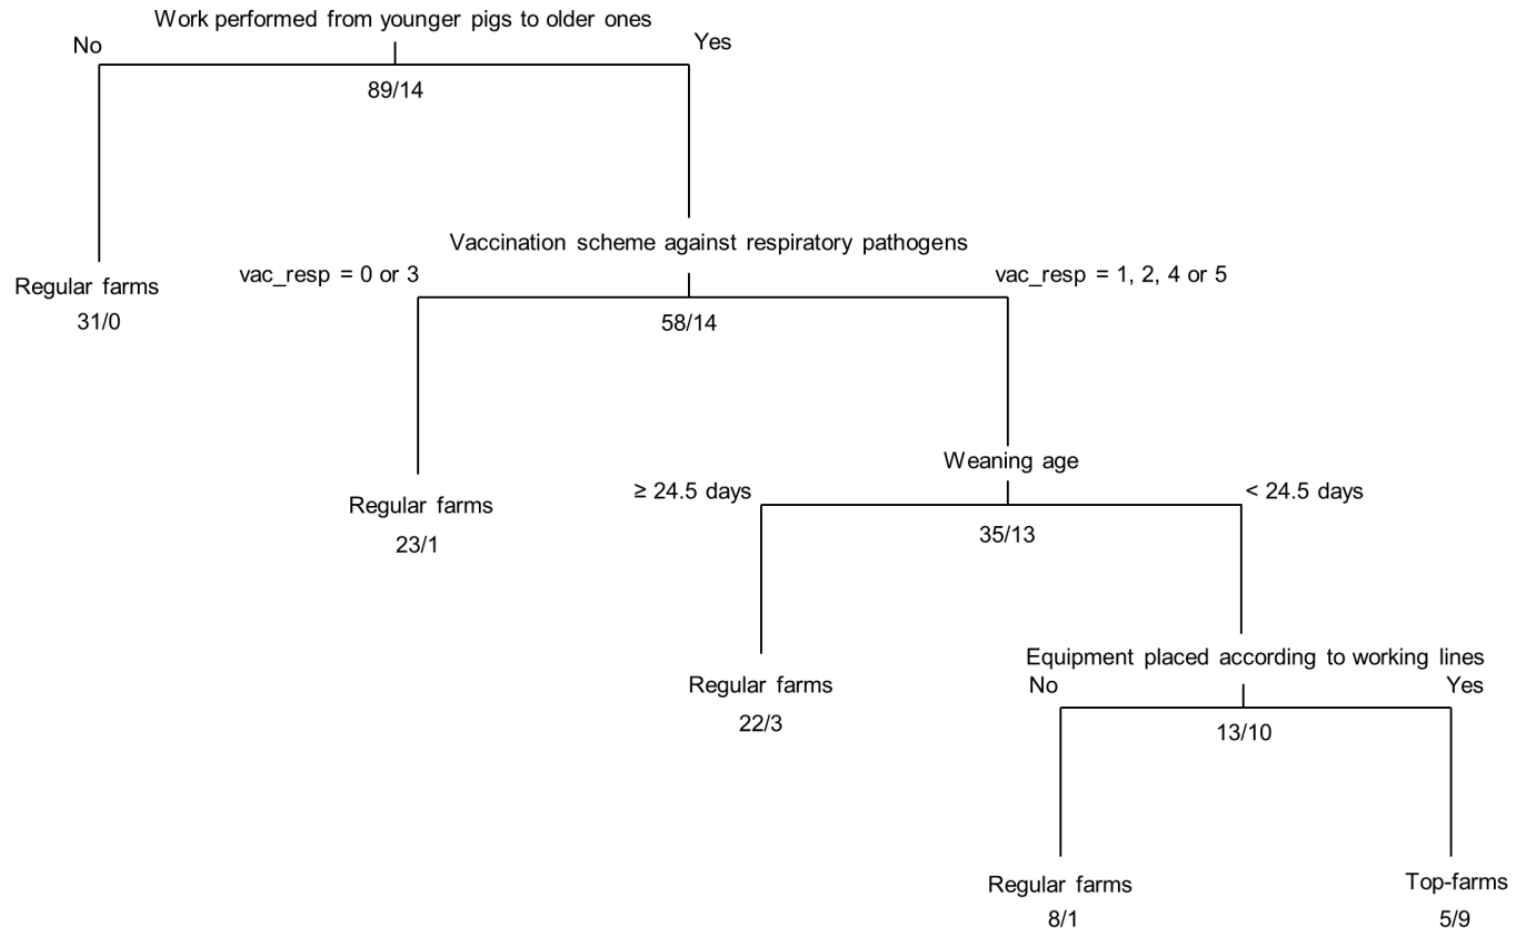 Work performed from younger pigs to older ones
No
Yes
89/14
Regular farms
31/0
Vaccination scheme against respiratory pathogens
vac_resp = 0 or 3
vac_resp = 1, 2, 4 or 5
58/14
Regular farms
23/1
Weaning age
≥ 24.5 days
< 24.5 days
35/13
Regular farms
22/3
Equipment placed according to working lines
No
Yes
13/10
Regular farms
8/1
Top-farms
5/9